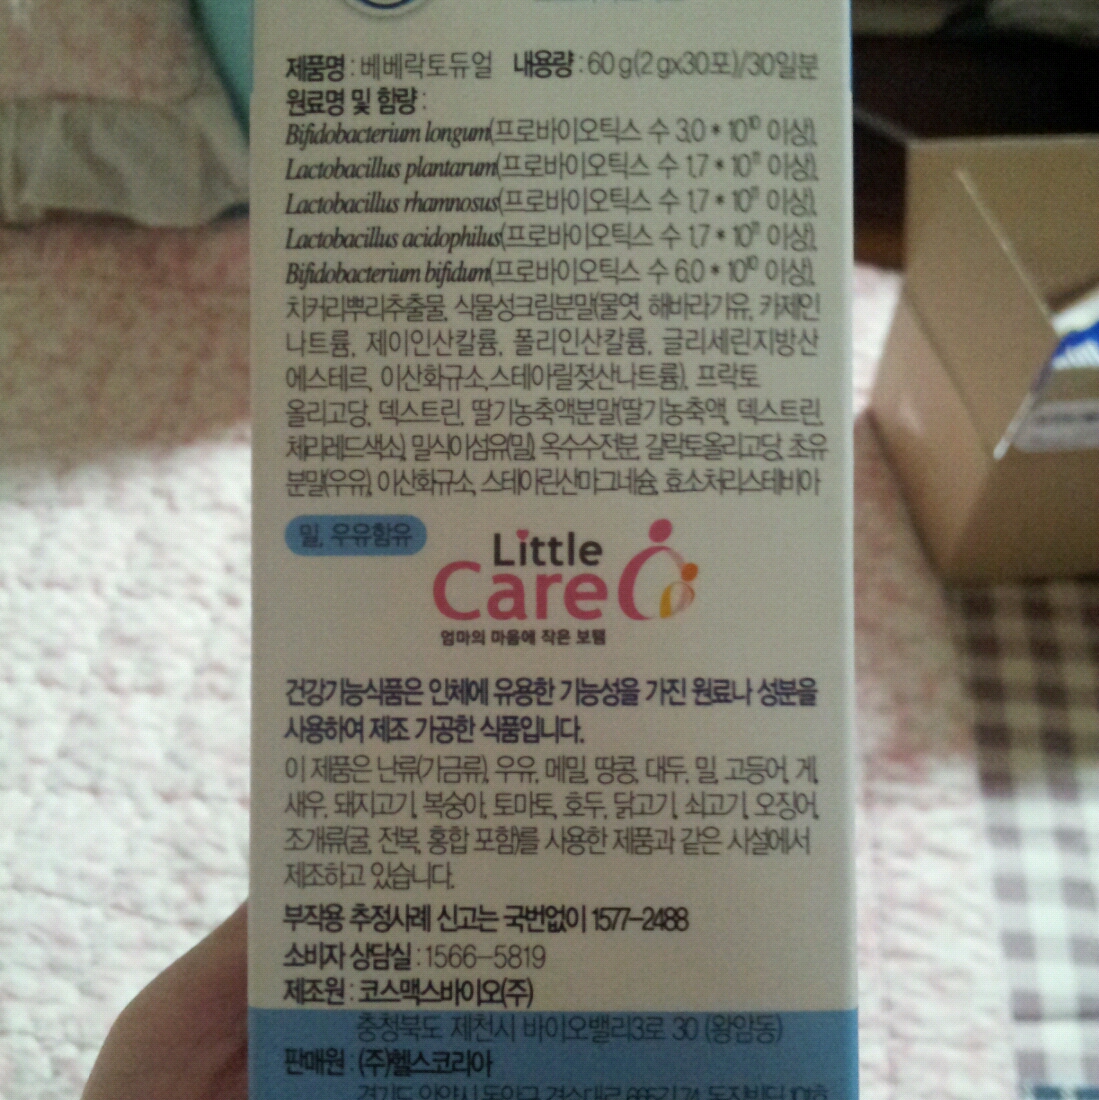 제품명 : 베베락토듀얼 내용량 : 60 g(2 gx30포)/30일분
원료명 및 함량 :
Bifidobacterium longum(프로바이오틱스 수 3.0 * 10¹⁰ 이상),
Lactobacillus plantarum(프로바이오틱스 수 1.7 * 10¹¹ 이상),
Lactobacillus rhamnosus(프로바이오틱스 수 1.7 * 10¹¹ 이상),
Lactobacillus acidophilus(프로바이오틱스 수 1.7 * 10¹¹ 이상),
Bifidobacterium bifidum(프로바이오틱스 수 6.0 * 10¹⁰ 이상),
치커리뿌리추출물, 식물성크림분말(물엿, 해바라기유, 카제인
나트륨, 제이인산칼륨, 폴리인산칼륨, 글리세린지방산
에스테르, 이산화규소,스테아릴젖산나트륨), 프락토
올리고당, 덱스트린, 딸기농축액분말(딸기농축액, 덱스트린,
체리레드색소), 밀식이섬유(밀), 옥수수전분, 갈락토올리고당, 초유
분말(우유), 이산화규소, 스테아린산마그네슘, 효소처리스테비아
밀, 우유함유
Little
Care
엄마의 마음에 작은 보탬
건강기능식품은 인체에 유용한 기능성을 가진 원료나 성분을
사용하여 제조 가공한 식품입니다.
이 제품은 난류(가금류), 우유, 메밀, 땅콩, 대두, 밀, 고등어, 게,
새우, 돼지고기, 복숭아, 토마토, 호두, 닭고기, 쇠고기, 오징어,
조개류(굴, 전복, 홍합 포함)를 사용한 제품과 같은 시설에서
제조하고 있습니다.
부작용 추정사례 신고는 국번없이 1577-2488
소비자 상담실 : 1566-5819
제조원 : 코스맥스바이오(주)
충청북도 제천시 바이오밸리3로 30 (왕암동)
판매원 : (주)헬스코리아
경기도 안양시 동안구